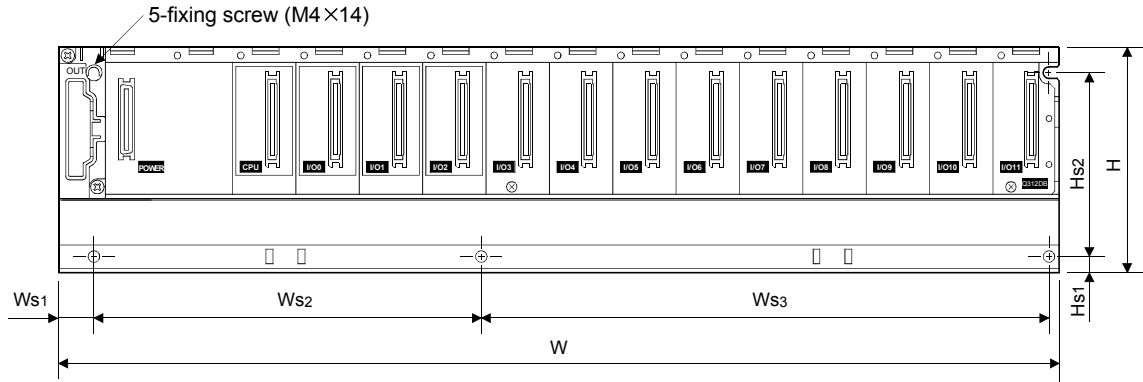 5-fixing screw (M4×14)
OUT
POWER
CPU
I/O0
I/O1
I/O2
I/O3
I/O4
I/O5
I/O6
I/O7
I/O8
I/O9
I/O10
I/O11
Q312DB
Hs2
H
Hs1
Ws1
Ws2
Ws3
W